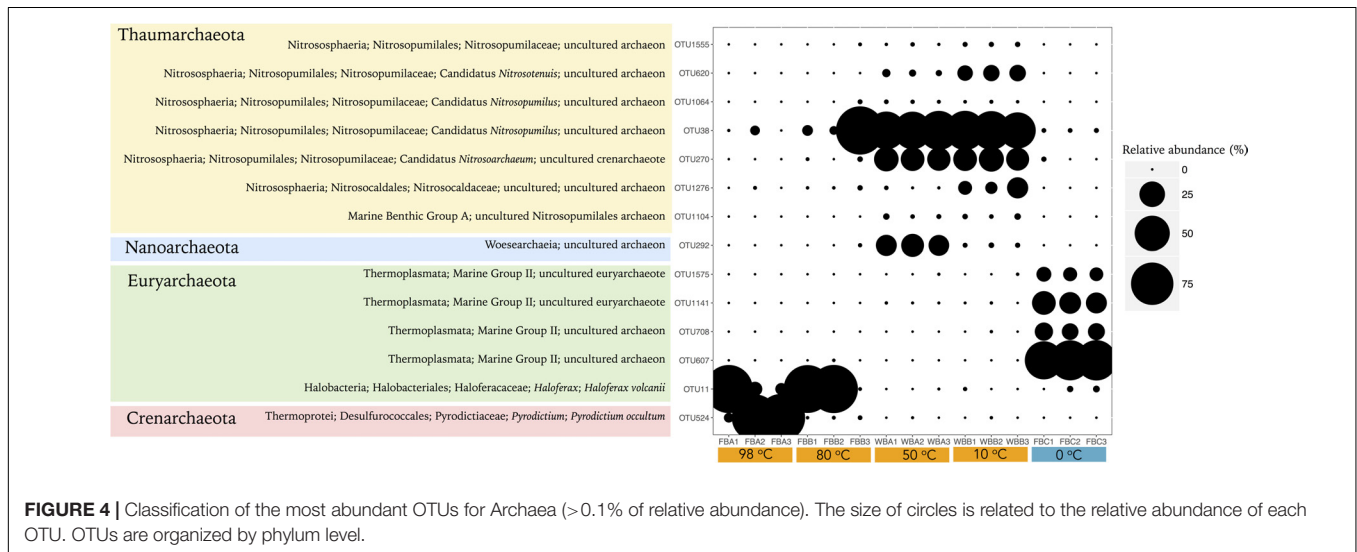 Thaumarchaeota
Nitrososphaeria; Nitrosopumilales; Nitrosopumilaceae; uncultured archaeon OTU1555
Nitrososphaeria; Nitrosopumilales; Nitrosopumilaceae; Candidatus Nitrosotenuis; uncultured archaeon OTU620
Nitrososphaeria; Nitrosopumilales; Nitrosopumilaceae; Candidatus Nitrosopumilus; uncultured archaeon OTU1064
Nitrososphaeria; Nitrosopumilales; Nitrosopumilaceae; Candidatus Nitrosopumilus; uncultured archaeon OTU38
Nitrososphaeria; Nitrosopumilales; Nitrosopumilaceae; Candidatus Nitrosoarchaeum; uncultured crenarchaeote OTU270
Nitrososphaeria; Nitrosocaldales; Nitrosocaldaceae; uncultured; uncultured archaeon OTU1276
Marine Benthic Group A; uncultured Nitrosopumilales archaeon OTU1104
Nanoarchaeota Woesearchaeia; uncultured archaeon OTU292
Euryarchaeota
Thermoplasmata; Marine Group II; uncultured euryarchaeote OTU1575
Thermoplasmata; Marine Group II; uncultured euryarchaeote OTU1141
Thermoplasmata; Marine Group II; uncultured archaeon OTU708
Thermoplasmata; Marine Group II; uncultured archaeon OTU607
Halobacteria; Halobacteriales; Haloferacaceae; Haloferax; Haloferax volcanii OTU11
Crenarchaeota Thermoprotei; Desulfurococcales; Pyrodictiaceae; Pyrodictium; Pyrodictium occultum OTU524
FBA1 FBA2 FBA3 FBB1 FBB2 FBB3 WBA1 WBA2 WBA3 WBB1 WBB2 WBB3 FBC1 FBC2 FBC3
98 °C 80 °C 50 °C 10 °C 0 °C
Relative abundance (%)
0
25
50
75
FIGURE 4 | Classification of the most abundant OTUs for Archaea (>0.1% of relative abundance). The size of circles is related to the relative abundance of each
OTU. OTUs are organized by phylum level.